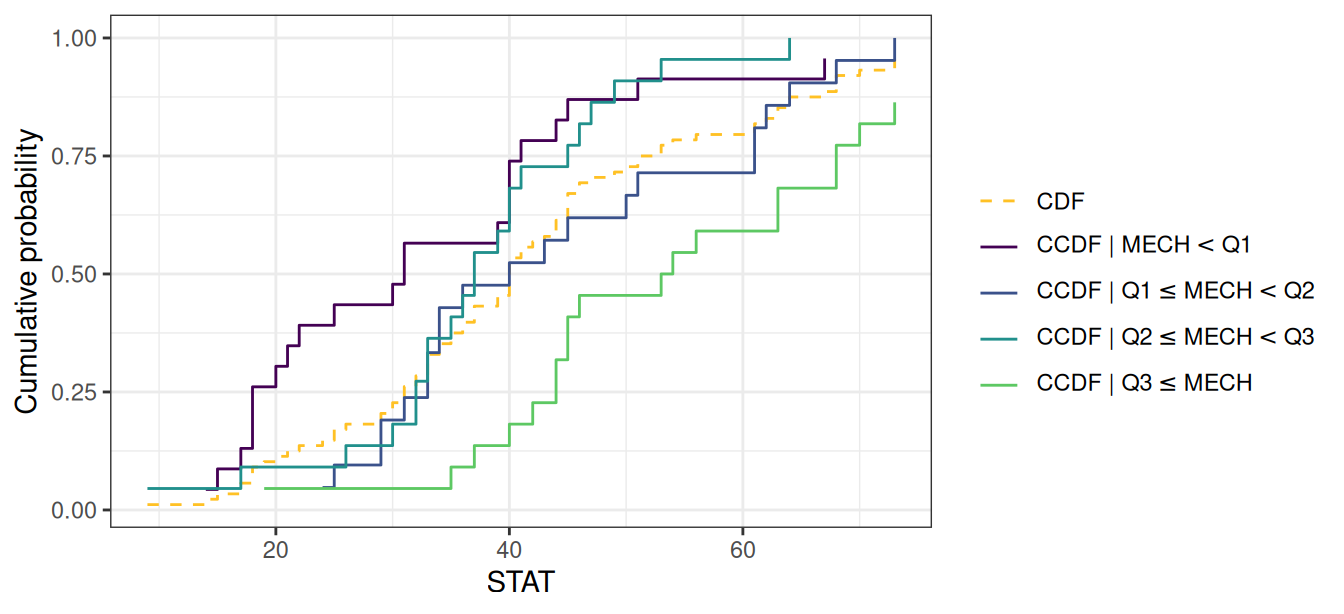 1.00
0.75
0.50
0.25
0.00
Cumulative probability
20
40
60
STAT
CDF
CCDF | MECH < Q1
CCDF | Q1 ≤ MECH < Q2
CCDF | Q2 ≤ MECH < Q3
CCDF | Q3 ≤ MECH